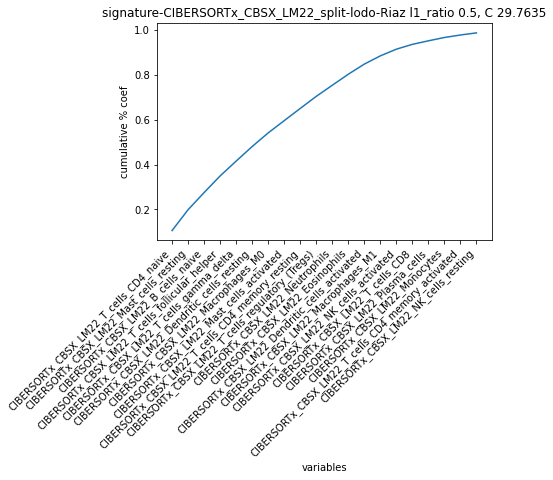 signature-CIBERSORTx_CBSX_LM22_split-lodo-Riaz l1_ratio 0.5, C 29.7635
cumulative % coef
1.0
0.8
0.6
0.4
0.2
CIBERSORTx_CBSX_LM22_T_cells_CD4_naive
CIBERSORTx_CBSX_LM22_Mast_cells_resting
CIBERSORTx_CBSX_LM22_B_cells_naive
CIBERSORTx_CBSX_LM22_T_cells_follicular_helper
CIBERSORTx_CBSX_LM22_T_cells_gamma_delta
CIBERSORTx_CBSX_LM22_Dendritic_cells_resting
CIBERSORTx_CBSX_LM22_Macrophages_M0
CIBERSORTx_CBSX_LM22_Mast_cells_activated
CIBERSORTx_CBSX_LM22_T_cells_CD4_memory_resting
CIBERSORTx_CBSX_LM22_T_cells_regulatory_(Tregs)
CIBERSORTx_CBSX_LM22_Neutrophils
CIBERSORTx_CBSX_LM22_Eosinophils
CIBERSORTx_CBSX_LM22_Dendritic_cells_activated
CIBERSORTx_CBSX_LM22_Macrophages_M1
CIBERSORTx_CBSX_LM22_NK_cells_activated
CIBERSORTx_CBSX_LM22_T_cells_CD8
CIBERSORTx_CBSX_LM22_Plasma_cells
CIBERSORTx_CBSX_LM22_Monocytes
CIBERSORTx_CBSX_LM22_T_cells_CD4_memory_activated
CIBERSORTx_CBSX_LM22_NK_cells_resting
variables